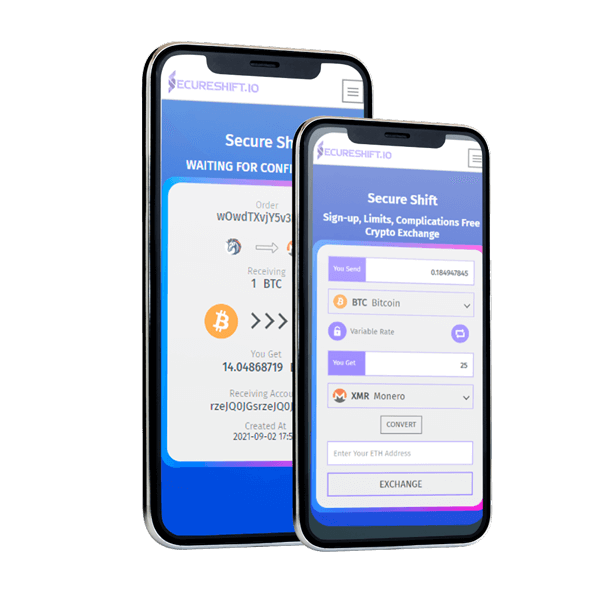 SECURESHIFT.IO
Secure Sh
WAITING FOR CONFI
Order
Receiving
1 BTC
You Get
14.04868719
Receiving Accou
rzeJQ0JGsrzeJQ0J
Created At
2021-09-02 17:5
SECURESHIFT.IO
Secure Shift
Sign-up, Limits, Complications Free
Crypto Exchange
You Send 0.184947845
BTC Bitcoin
Variable Rate
You Get 25
XMR Monero
CONVERT
Enter Your ETH Address
EXCHANGE